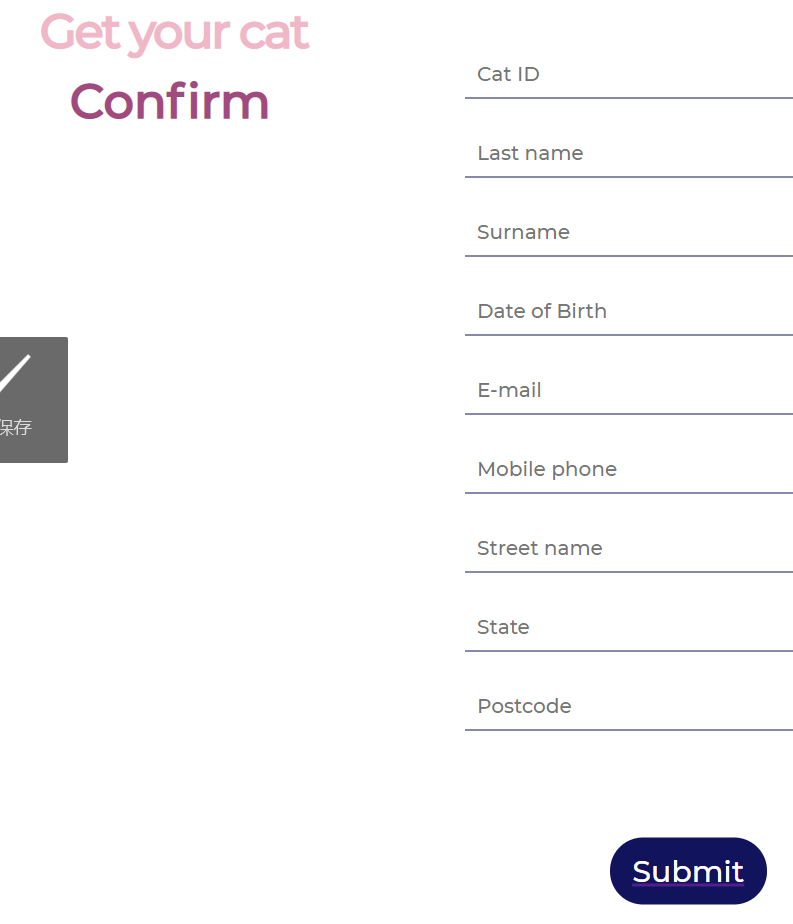 Get your cat
Confirm
Cat ID
Last name
Surname
Date of Birth
E-mail
Mobile phone
Street name
State
Postcode
保存
Submit